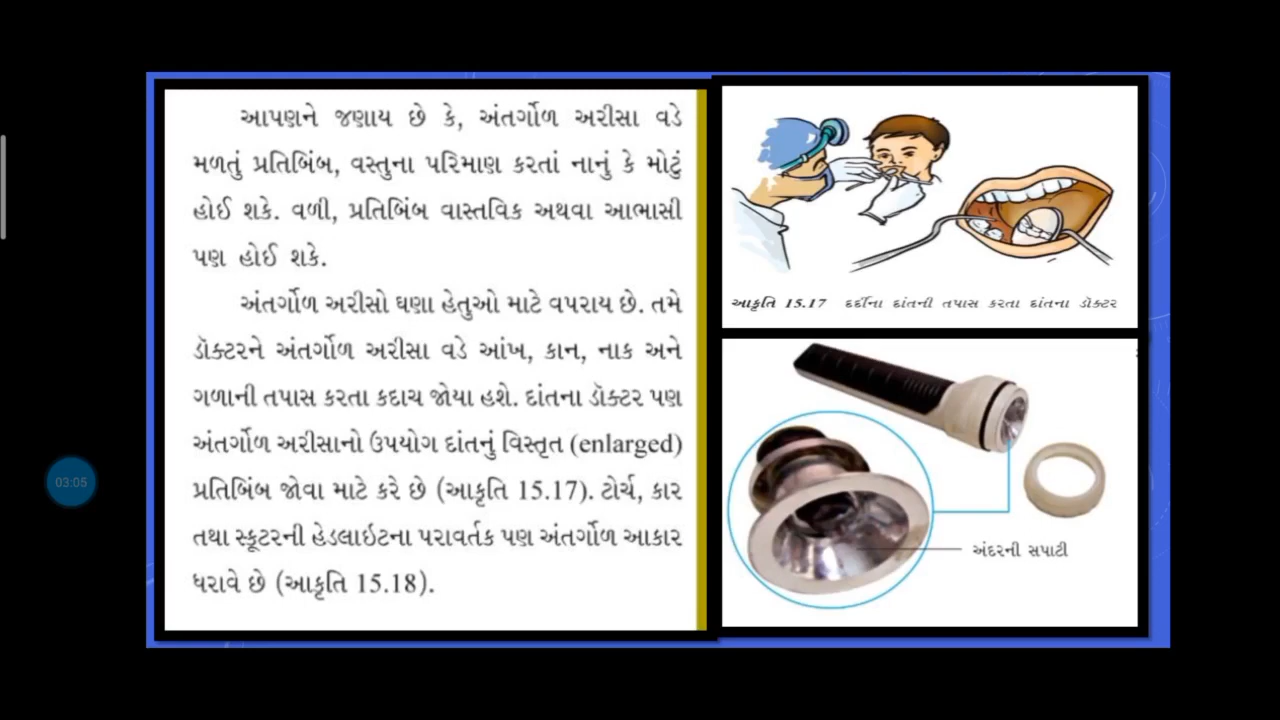 આપણને જણાય છે કે, અંતર્ગોળ અરીસા વડે
મળતું પ્રતિબિંબ, વસ્તુના પરિમાણ કરતાં નાનું કે મોટું
હોઈ શકે. વળી, પ્રતિબિંબ વાસ્તવિક અથવા આભાસી
પણ હોઈ શકે.
અંતર્ગોળ અરીસો ઘણા હેતુઓ માટે વપરાય છે. તમે
ડૉક્ટરને અંતર્ગોળ અરીસા વડે આંખ, કાન, નાક અને
ગળાની તપાસ કરતા કદાચ જોયા હશે. દાંતના ડૉક્ટર પણ
અંતર્ગોળ અરીસાનો ઉપયોગ દાંતનું વિસ્તૃત (enlarged)
પ્રતિબિંબ જોવા માટે કરે છે (આકૃતિ 15.17). ટોર્ચ, કાર
તથા સ્કૂટરની હેડલાઇટના પરાવર્તક પણ અંતર્ગોળ આકાર
ધરાવે છે (આકૃતિ 15.18).
આકૃતિ 15.17 દર્દીના દાંતની તપાસ કરતા દાંતના ડૉક્ટર
અંદરની સપાટી
03:05